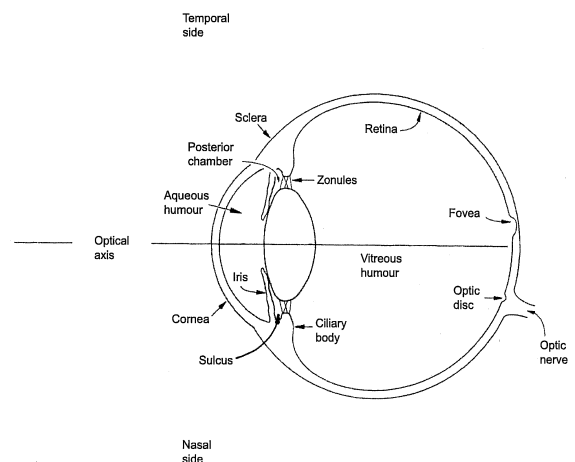 Temporal
side
Sclera
Retina
Posterior
chamber
Zonules
Aqueous
humour
Fovea
Optical
axis
Vitreous
humour
Iris
Optic
disc
Cornea
Ciliary
body
Sulcus
Optic
nerve
Nasal
side